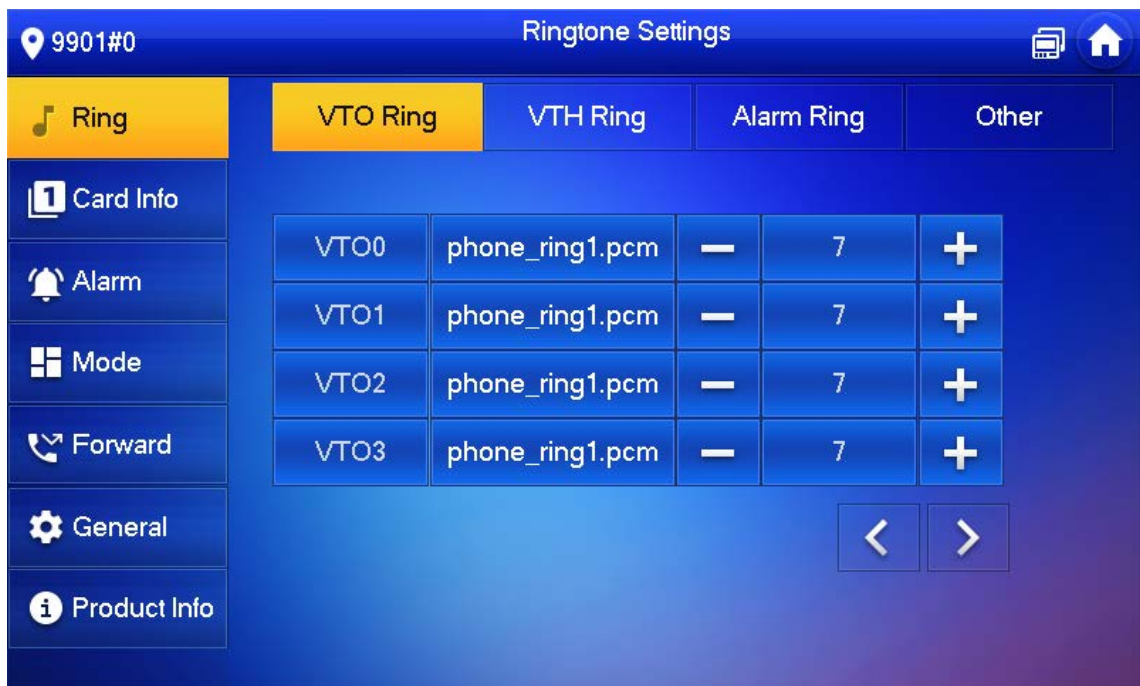 9901#0
Ringtone Settings
Ring
VTO Ring
VTH Ring
Alarm Ring
Other
1 Card Info
Alarm
Mode
Forward
General
i Product Info
VTO0 phone_ring1.pcm − 7 +
VTO1 phone_ring1.pcm − 7 +
VTO2 phone_ring1.pcm − 7 +
VTO3 phone_ring1.pcm − 7 +
< >